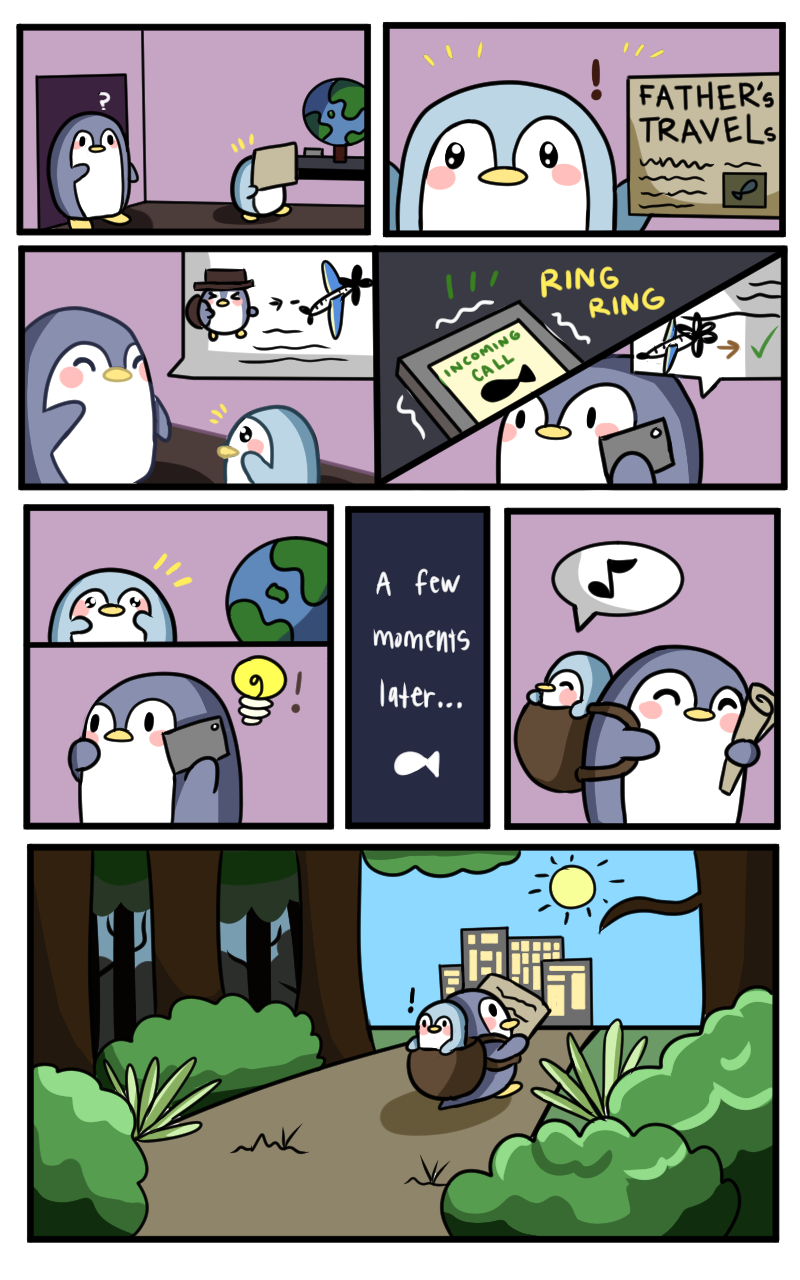 ?
!
FATHER's
TRAVELs
RING
RING
INCOMING
CALL
!
A few
moments
later...
!